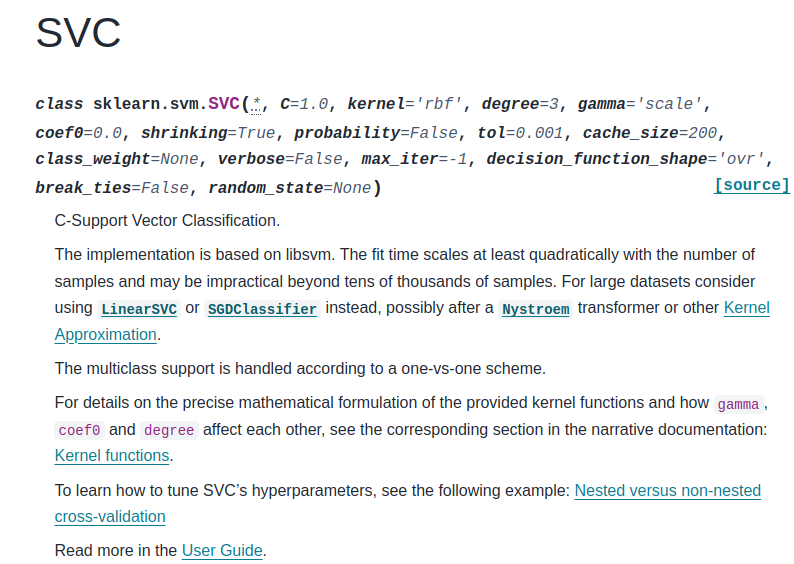 SVC
class sklearn.svm.SVC(*, C=1.0, kernel='rbf', degree=3, gamma='scale',
coef0=0.0, shrinking=True, probability=False, tol=0.001, cache_size=200,
class_weight=None, verbose=False, max_iter=-1, decision_function_shape='ovr',
break_ties=False, random_state=None) [source]
C-Support Vector Classification.
The implementation is based on libsvm. The fit time scales at least quadratically with the number of
samples and may be impractical beyond tens of thousands of samples. For large datasets consider
using LinearSVC or SGDClassifier instead, possibly after a Nystroem transformer or other Kernel
Approximation.
The multiclass support is handled according to a one-vs-one scheme.
For details on the precise mathematical formulation of the provided kernel functions and how gamma,
coef0 and degree affect each other, see the corresponding section in the narrative documentation:
Kernel functions.
To learn how to tune SVC’s hyperparameters, see the following example: Nested versus non-nested
cross-validation
Read more in the User Guide.